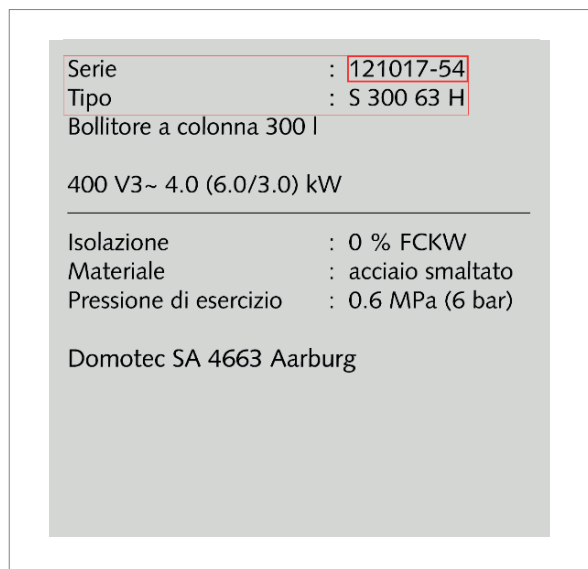 Serie : 121017-54
Tipo : S 300 63 H
Bollitore a colonna 300 l
400 V3~ 4.0 (6.0/3.0) kW
Isolazione : 0 % FCKW
Materiale : acciaio smaltato
Pressione di esercizio : 0.6 MPa (6 bar)
Domotec SA 4663 Aarburg